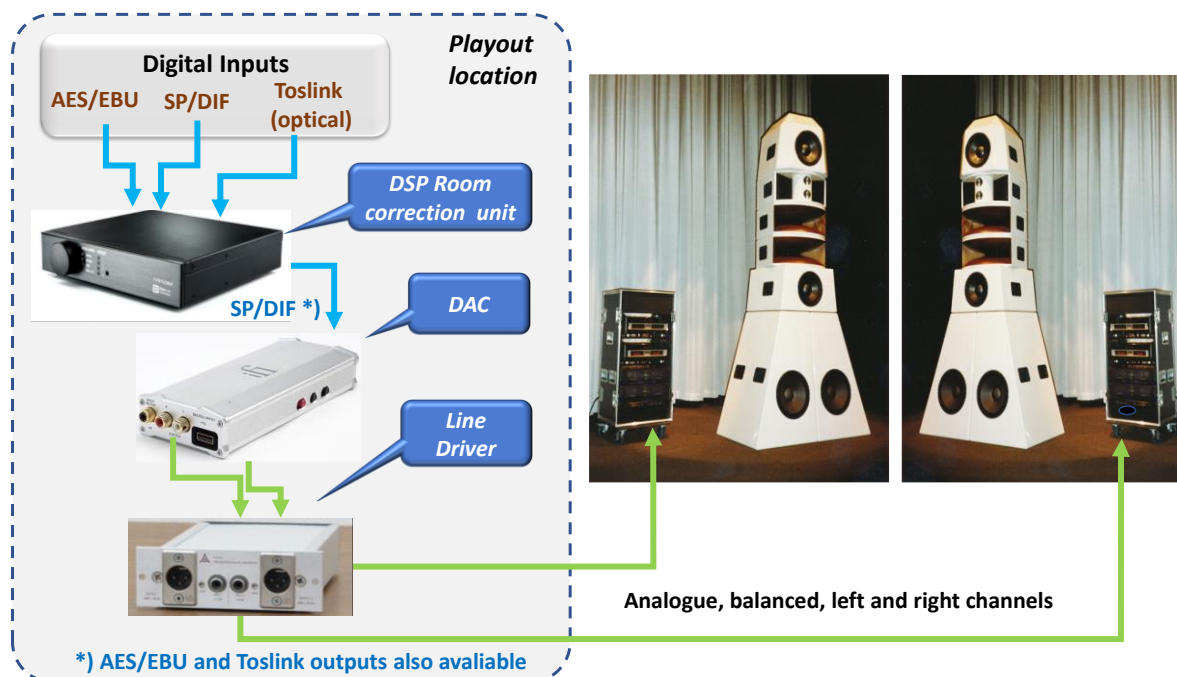 Playout
location
Digital Inputs
AES/EBU
SP/DIF
Toslink
(optical)
DSP Room
correction unit
SP/DIF *)
DAC
ifi
Line
Driver
Analogue, balanced, left and right channels
*) AES/EBU and Toslink outputs also avaliable